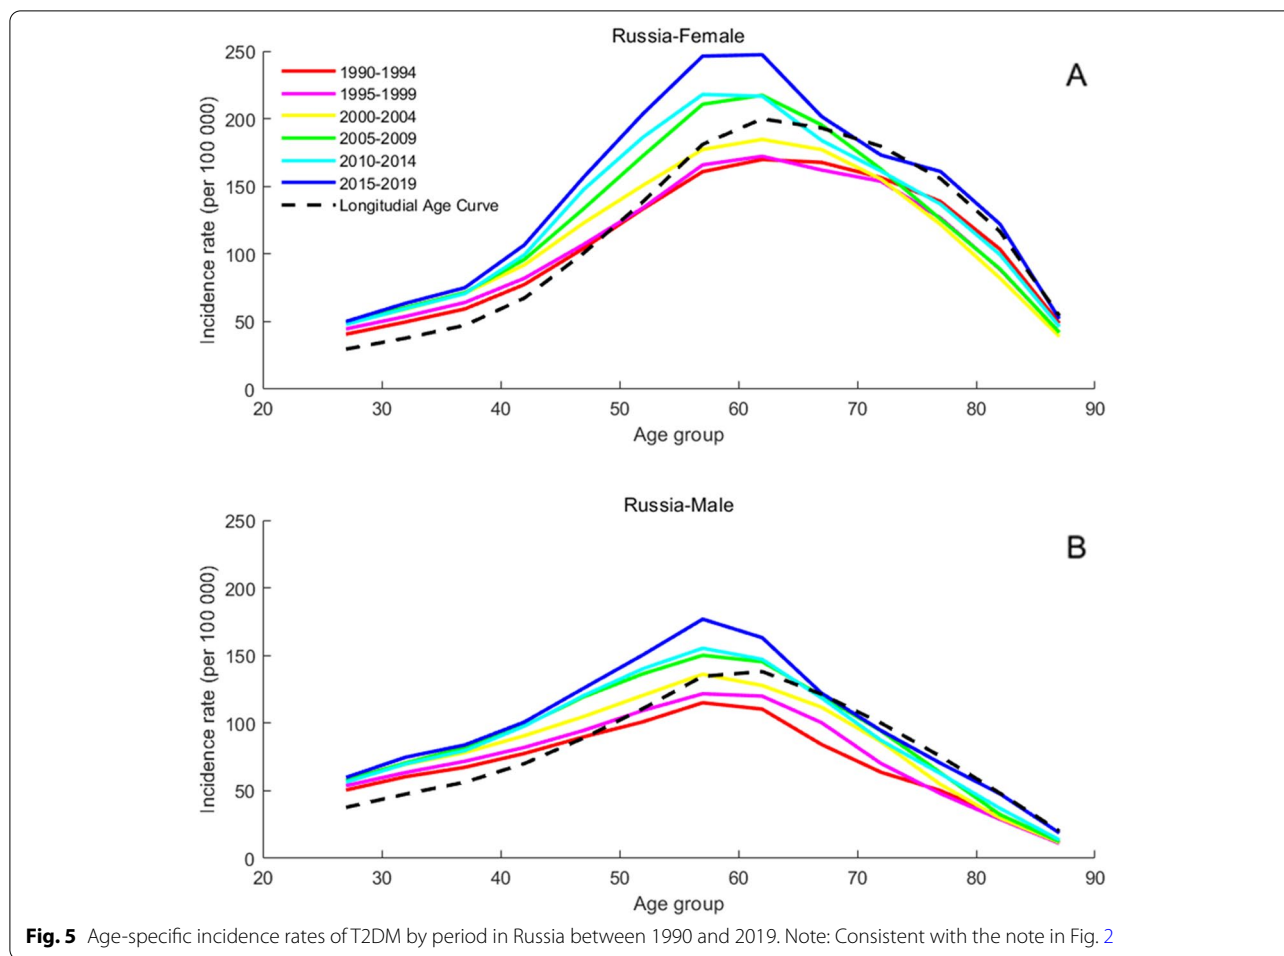 Russia-Female
A
250
200
150
100
50
0
Incidence rate (per 100 000)
1990-1994
1995-1999
2000-2004
2005-2009
2010-2014
2015-2019
Longitudial Age Curve
20 30 40 50 60 70 80 90
Age group
Russia-Male
B
250
200
150
100
50
0
Incidence rate (per 100 000)
20 30 40 50 60 70 80 90
Age group
Fig. 5 Age-specific incidence rates of T2DM by period in Russia between 1990 and 2019. Note: Consistent with the note in Fig. 2